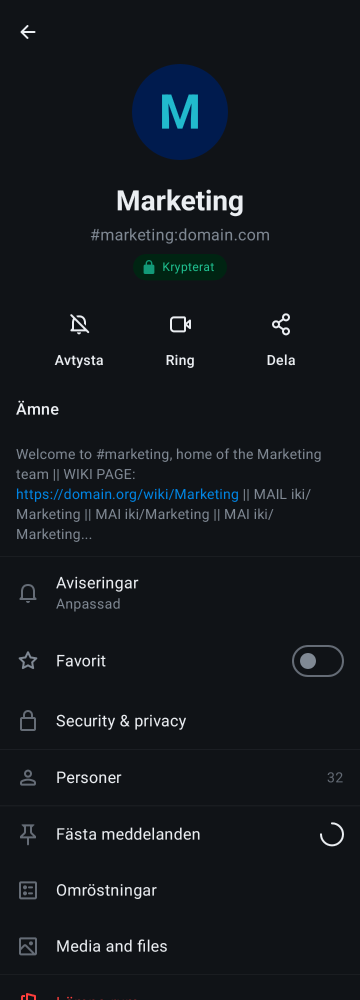 M
Marketing
#marketing:domain.com
Krypterat
Avtysta
Ring
Dela
Ämne
Welcome to #marketing, home of the Marketing
team || WIKI PAGE:
https://domain.org/wiki/Marketing || MAIL iki/
Marketing || MAI iki/Marketing || MAI iki/
Marketing...
Aviseringar
Anpassad
Favorit
Security & privacy
Personer 32
Fästa meddelanden
Omröstningar
Media and files